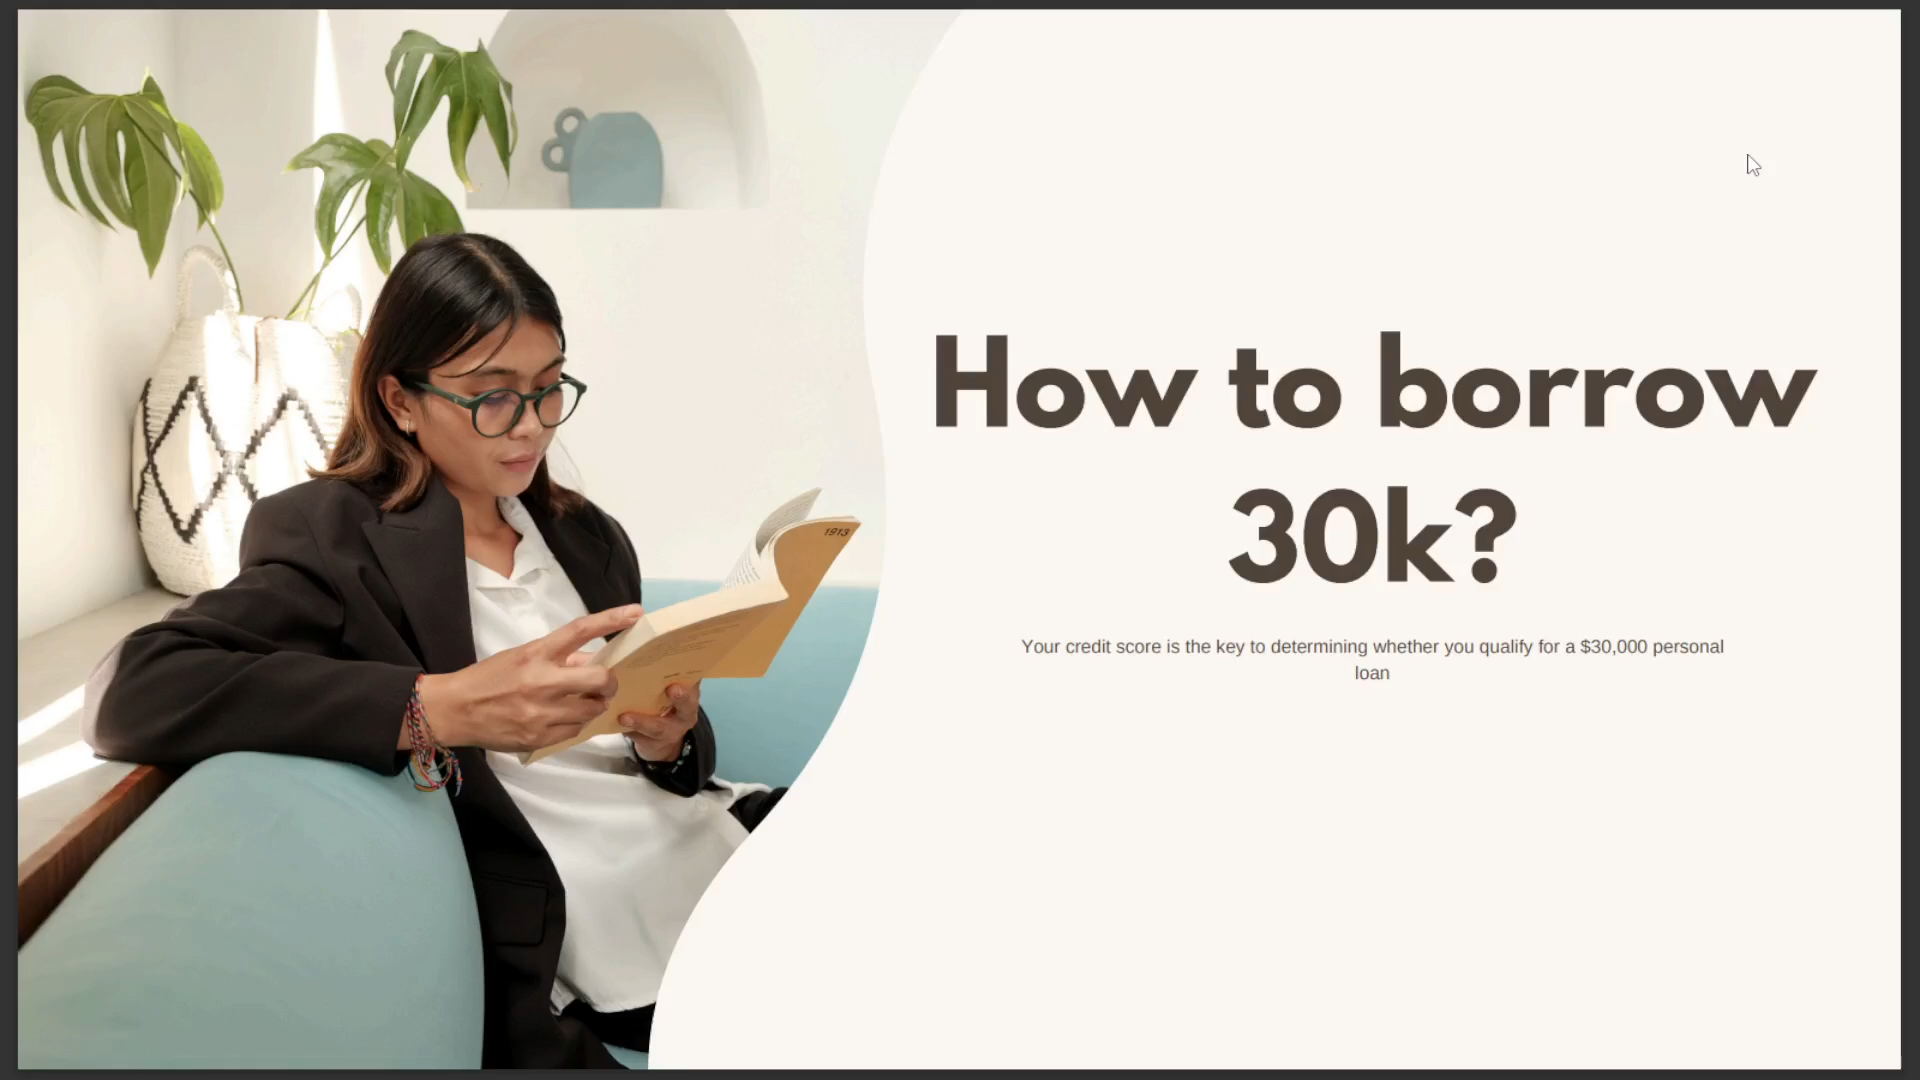 How to borrow
30k?
Your credit score is the key to determining whether you qualify for a $30,000 personal
loan
1913